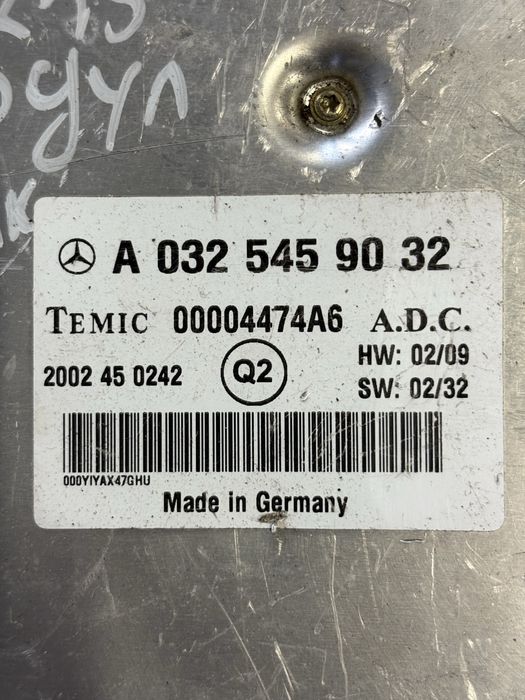 A 032 545 90 32
TEMIC 00004474A6 A.D.C.
HW: 02/09
2002 45 0242 Q2
SW: 02/32
000YIYAX47GHU
Made in Germany